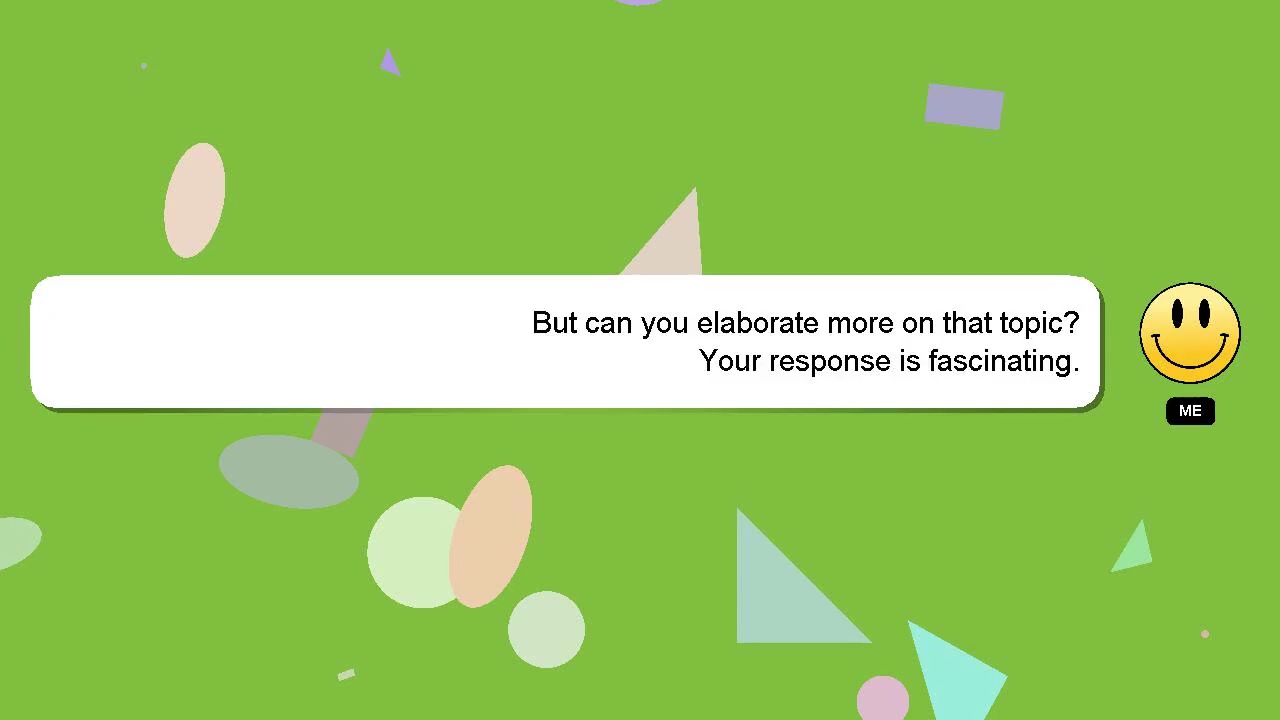 But can you elaborate more on that topic?
Your response is fascinating.
ME